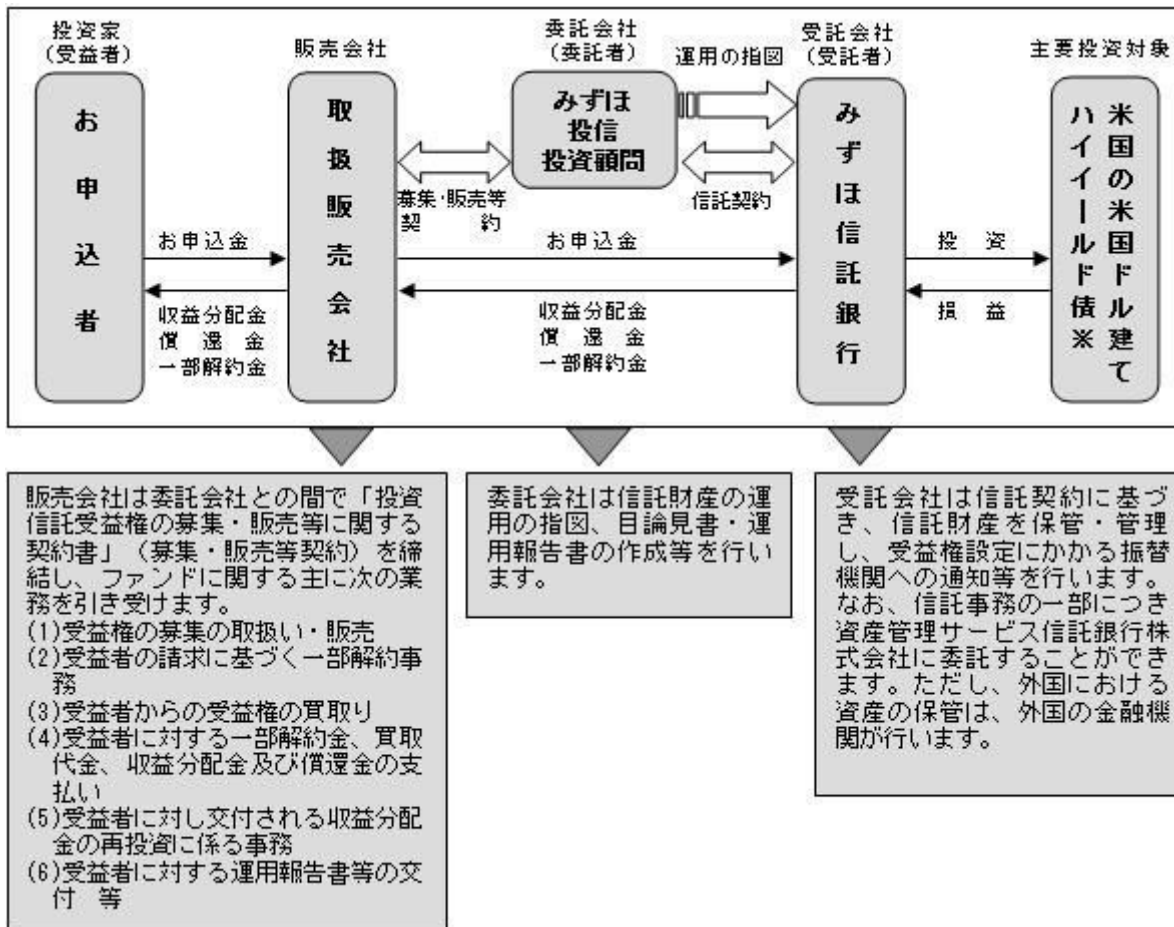 投資家
(受益者)
お申込者
販売会社
取扱販売会社
委託会社
(委託者)
みずほ
投信
投資顧問
運用の指図
受託会社
(受託者)
みずほ信託銀行
主要投資対象
米国の米国ドル建て
ハイイールド債※
募集・販売等
契 約
信託契約
お申込金
収益分配金
償 還 金
一部解約金
お申込金
収益分配金
償 還 金
一部解約金
投 資
損 益
販売会社は委託会社との間で「投資
信託受益権の募集・販売等に関する
契約書」(募集・販売等契約)を締
結し、ファンドに関する主に次の業
務を引き受けます。
(1)受益権の募集の取扱い・販売
(2)受益者の請求に基づく一部解約事
務
(3)受益者からの受益権の買取り
(4)受益者に対する一部解約金、買取
代金、収益分配金及び償還金の支
払い
(5)受益者に対し交付される収益分配
金の再投資に係る事務
(6)受益者に対する運用報告書等の交
付 等
委託会社は信託財産の運
用の指図、目論見書・運
用報告書の作成等を行い
ます。
受託会社は信託契約に基づ
き、信託財産を保管・管理
し、受益権設定にかかる振替
機関への通知等を行います。
なお、信託事務の一部につき
資産管理サービス信託銀行株
式会社に委託することができ
ます。ただし、外国における
資産の保管は、外国の金融機
関が行います。